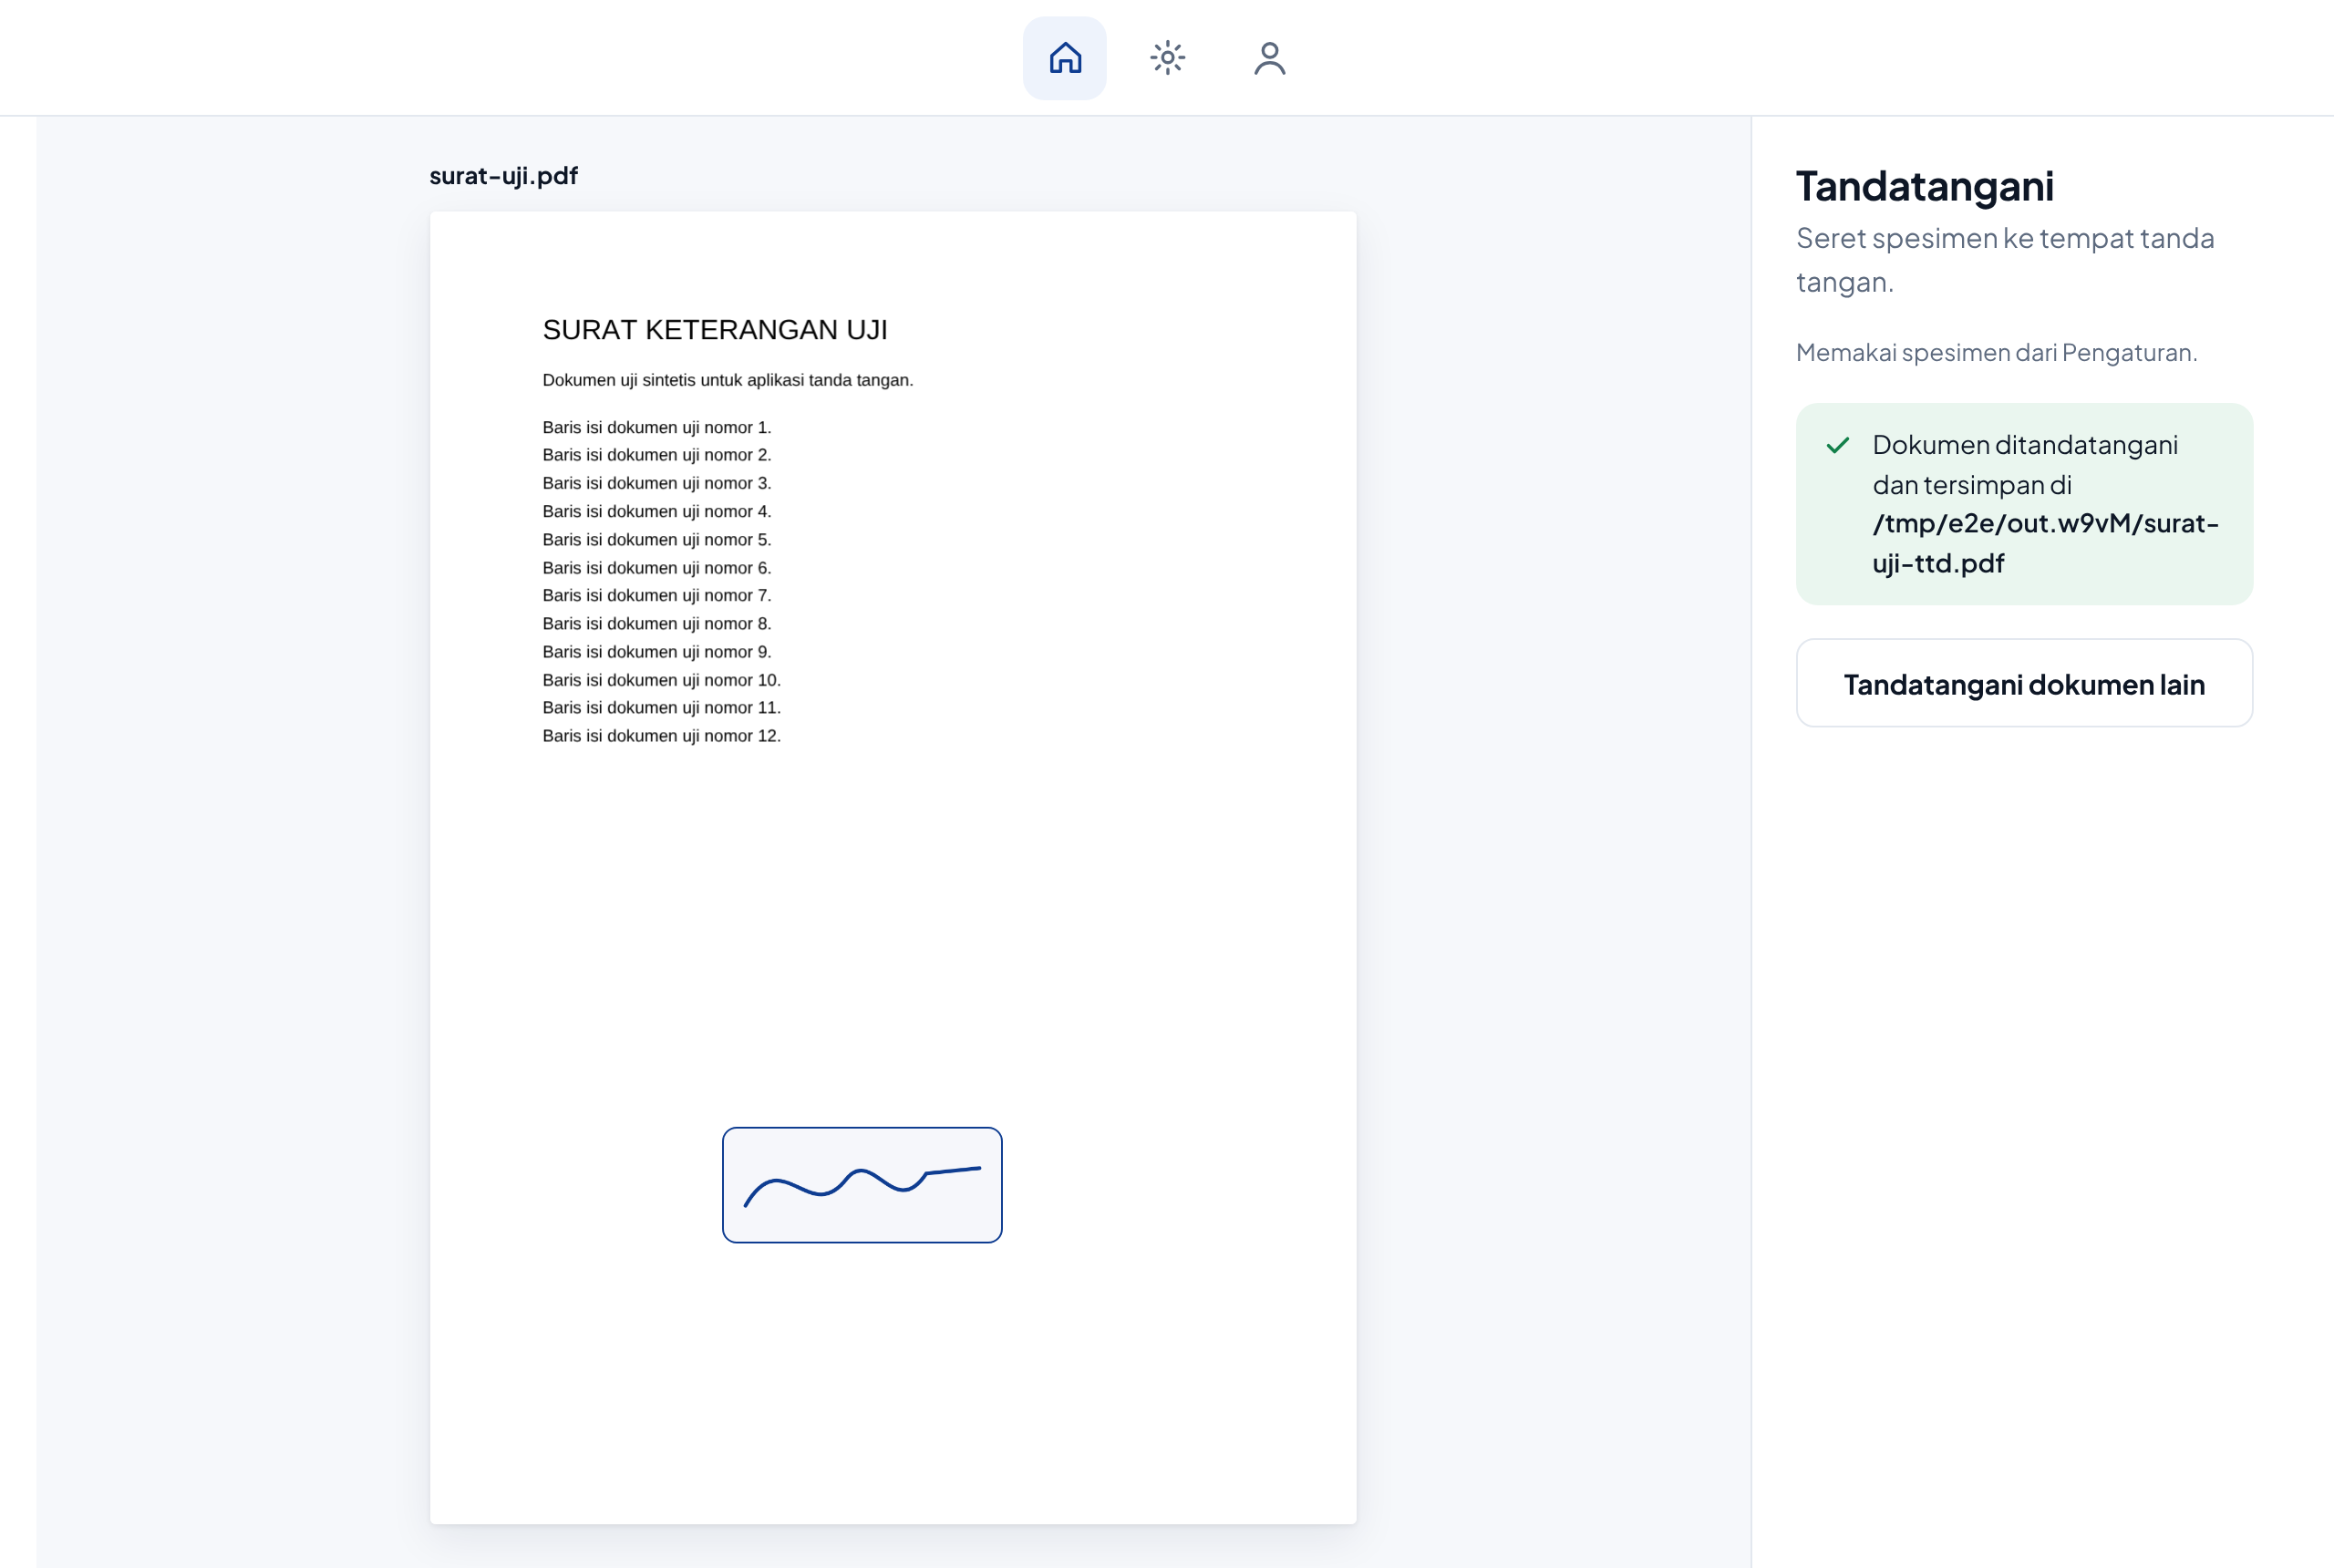 surat-uji.pdf
SURAT KETERANGAN UJI
Dokumen uji sintetis untuk aplikasi tanda tangan.
Baris isi dokumen uji nomor 1.
Baris isi dokumen uji nomor 2.
Baris isi dokumen uji nomor 3.
Baris isi dokumen uji nomor 4.
Baris isi dokumen uji nomor 5.
Baris isi dokumen uji nomor 6.
Baris isi dokumen uji nomor 7.
Baris isi dokumen uji nomor 8.
Baris isi dokumen uji nomor 9.
Baris isi dokumen uji nomor 10.
Baris isi dokumen uji nomor 11.
Baris isi dokumen uji nomor 12.
Tandatangani
Seret spesimen ke tempat tanda
tangan.
Memakai spesimen dari Pengaturan.
Dokumen ditandatangani
dan tersimpan di
/tmp/e2e/out.w9vM/surat-
uji-ttd.pdf
Tandatangani dokumen lain